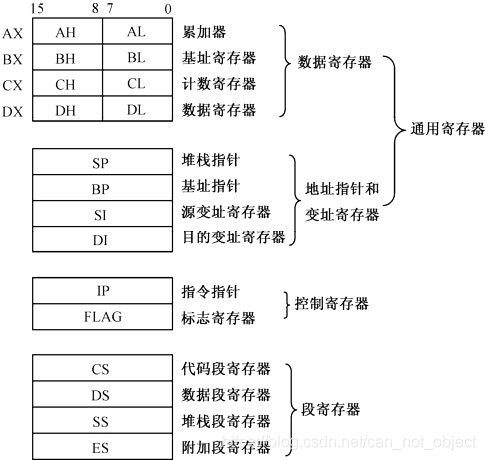 15 8 7 0
AX AH AL 累加器
BX BH BL 基址寄存器
CX CH CL 计数寄存器
DX DH DL 数据寄存器
数据寄存器
通用寄存器
SP 堆栈指针
BP 基址指针
SI 源变址寄存器
DI 目的变址寄存器
地址指针和
变址寄存器
IP 指令指针
FLAG 标志寄存器
控制寄存器
CS 代码段寄存器
DS 数据段寄存器
SS 堆栈段寄存器
ES 附加段寄存器
段寄存器
https://blog.csdn.net/can_not_object